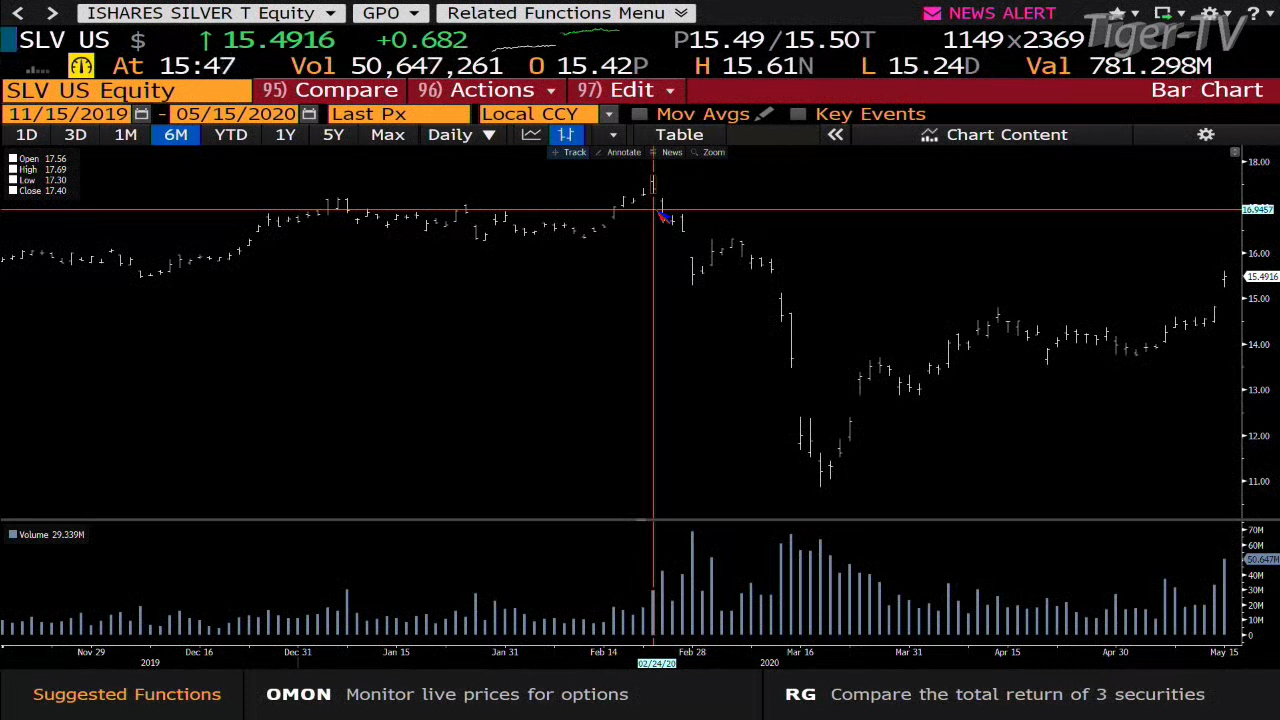 ISHARES SILVER T Equity GPO Related Functions Menu NEWS ALERT ?
Tiger-TV
SLV US $ ↑ 15.4916 +0.682 P15.49/15.50T 1149x2369
At 15:47 Vol 50,647,261 O 15.42P H 15.61N L 15.24D Val 781.298M
SLV US Equity 95) Compare 96) Actions 97) Edit Bar Chart
11/15/2019 - 05/15/2020 Last Px Local CCY Mov Avgs Key Events
1D 3D 1M 6M YTD 1Y 5Y Max Daily ▼ Table « Chart Content
Track Annotate News Zoom
Open 17.56
High 17.69
Low 17.30
Close 17.40
18.00
16.9457
16.00
15.4916
15.00
14.00
13.00
12.00
11.00
Volume 29.339M
70M
60M
50.647M
40M
30M
20M
10M
0
Nov 29 Dec 16 Dec 31 Jan 15 Jan 31 Feb 14 Feb 28 Mar 16 Mar 31 Apr 15 Apr 30 May 15
2019 02/24/20 2020
Suggested Functions OMON Monitor live prices for options RG Compare the total return of 3 securities